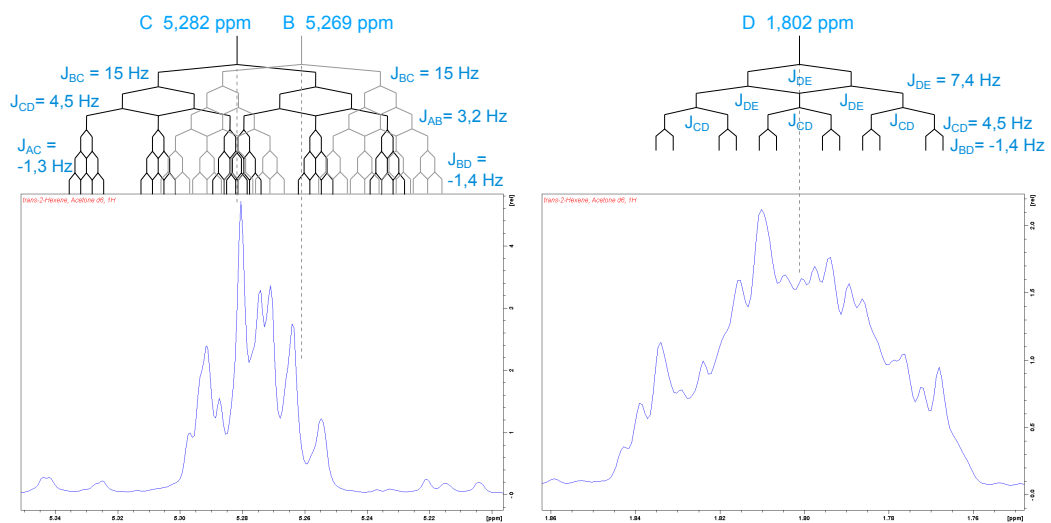 C 5,282 ppm
B 5,269 ppm
J_BC = 15 Hz
J_BC = 15 Hz
J_CD = 4,5 Hz
J_AB = 3,2 Hz
J_AC =
-1,3 Hz
J_BD =
-1,4 Hz
trans-2-Hexene, Acetone d6, 1H
[rel]
4
3
2
1
0
5.24
5.22
5.20
5.28
5.26
5.24
5.22
[ppm]
D 1,802 ppm
J_DE
J_DE = 7,4 Hz
J_DE
J_DE
J_CD
J_CD
J_CD
J_CD = 4,5 Hz
J_BD = -1,4 Hz
trans-2-Hexene, Acetone d6, 1H
[rel]
2.0
1.5
1.0
0.5
0.0
1.86
1.84
1.82
1.80
1.78
1.76
[ppm]